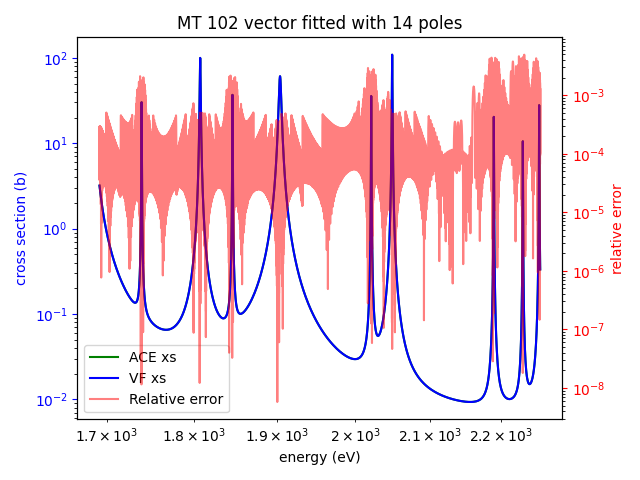 MT 102 vector fitted with 14 poles
cross section (b)
10²
10¹
10⁰
10⁻¹
10⁻²
10⁻³
10⁻⁴
10⁻⁵
10⁻⁶
10⁻⁷
10⁻⁸
relative error
ACE xs
VF xs
Relative error
1.7 × 10³ 1.8 × 10³ 1.9 × 10³ 2 × 10³ 2.1 × 10³ 2.2 × 10³
energy (eV)